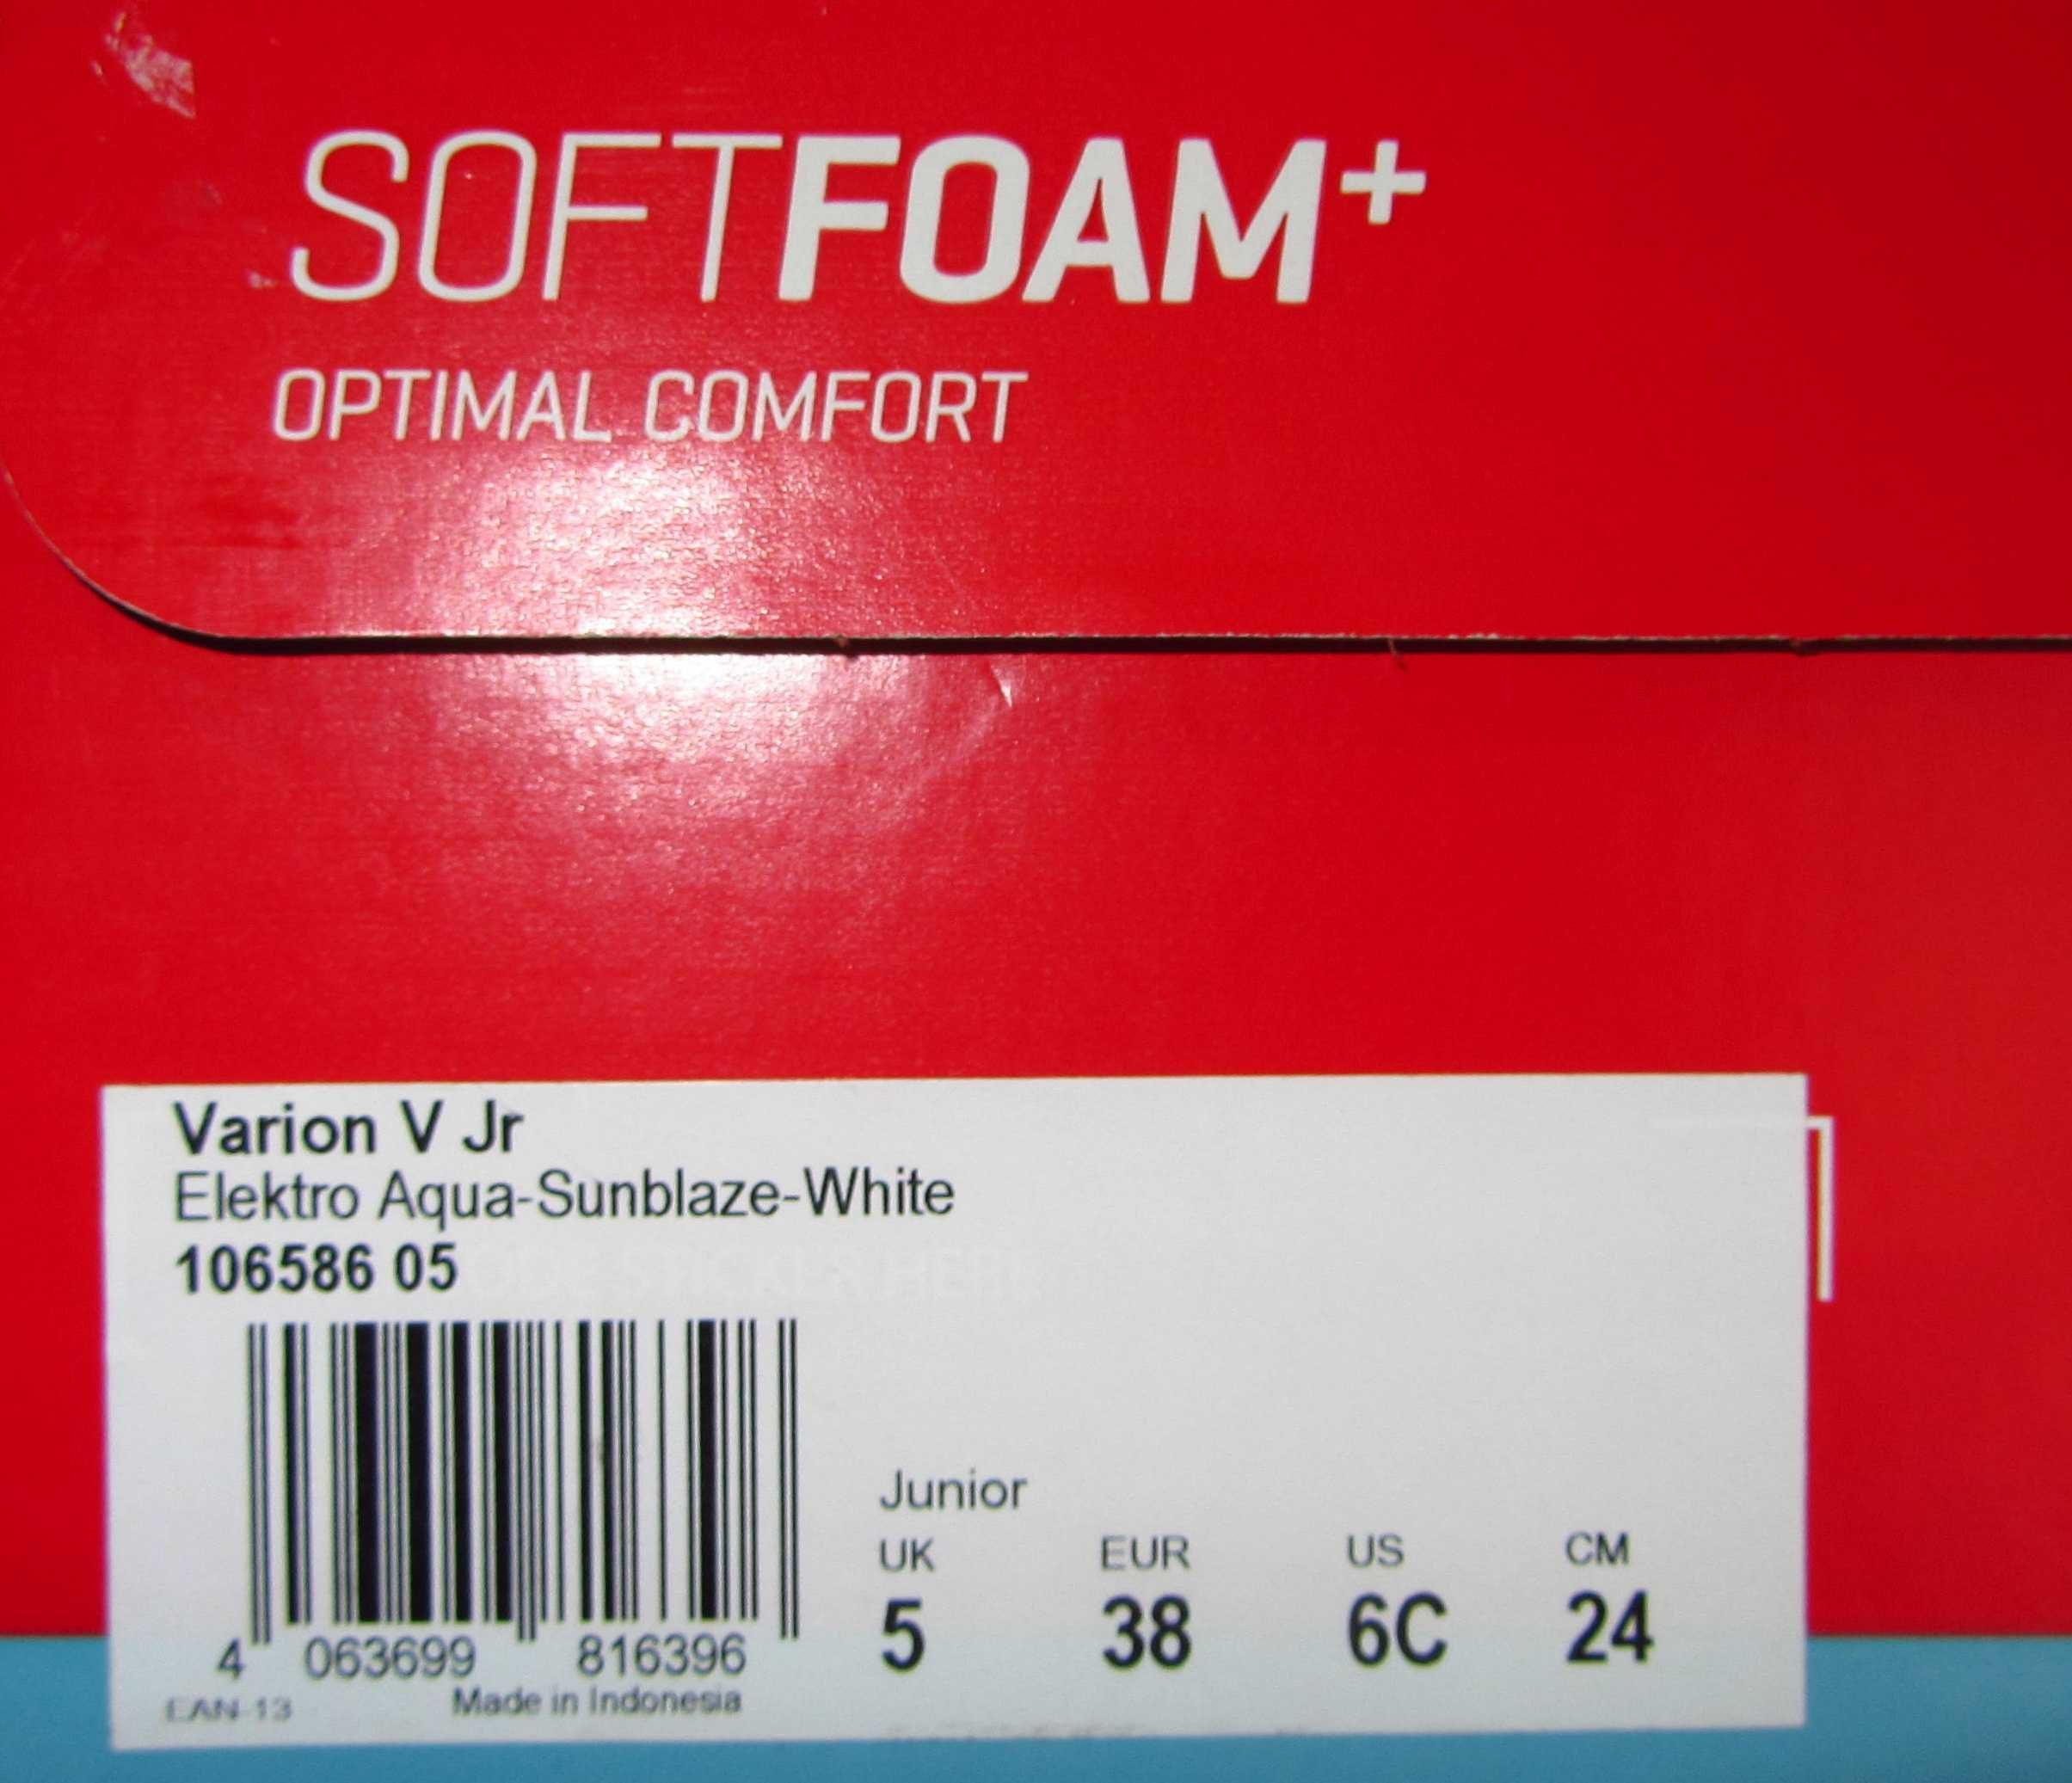 SOFTFOAM+
OPTIMAL COMFORT
Varion V Jr
Elektro Aqua-Sunblaze-White
106586 05
Junior
UK EUR US CM
5 38 6C 24
4 063699 816396
EAN-13 Made in Indonesia